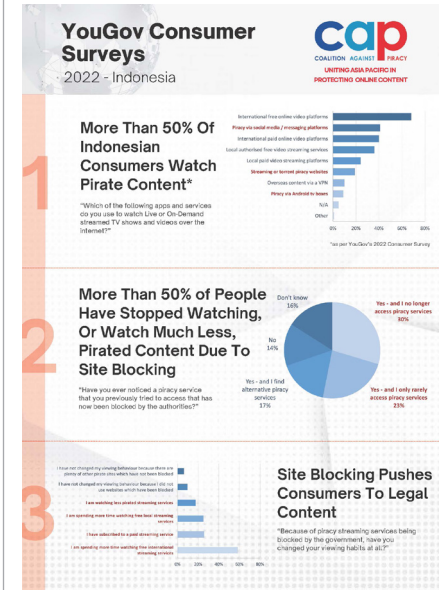 YouGov Consumer
Surveys
2022 - Indonesia
cap
COALITION AGAINST PIRACY
UNITING ASIA PACIFIC IN
PROTECTING ONLINE CONTENT
1
More Than 50% Of
Indonesian
Consumers Watch
Pirate Content*
"Which of the following apps and services
do you use to watch Live or On-Demand
streamed TV shows and videos over the
internet?"
International free online video platforms
Piracy via social media / messaging platforms
International paid online video platforms
Local authorised free video streaming services
Local paid video streaming platforms
Streaming or torrent piracy websites
Overseas content via a VPN
Piracy via Android tv boxes
N/A
Other
0% 20% 40% 60% 80%
*as per YouGov's 2022 Consumer Survey
2
More Than 50% of People
Have Stopped Watching,
Or Watch Much Less,
Pirated Content Due To
Site Blocking
"Have you ever noticed a piracy service
that you previously tried to access that has
now been blocked by the authorities?"
Don't know
16%
No
14%
Yes - and I find
alternative piracy
services
17%
Yes - and I no longer
access piracy services
30%
Yes - and I only rarely
access piracy services
23%
3
I have not changed my viewing behaviour because there are
plenty of other pirate sites which have not been blocked
I have not changed my viewing behaviour because I did not
use websites which have been blocked
I am watching less pirated streaming services
I am spending more time watching free local streaming
services
I have subscribed to a paid streaming service
I am spending more time watching free international
streaming services
0% 20% 40% 60% 80%
Site Blocking Pushes
Consumers To Legal
Content
"Because of piracy streaming services being
blocked by the government, have you
changed your viewing habits at all?"